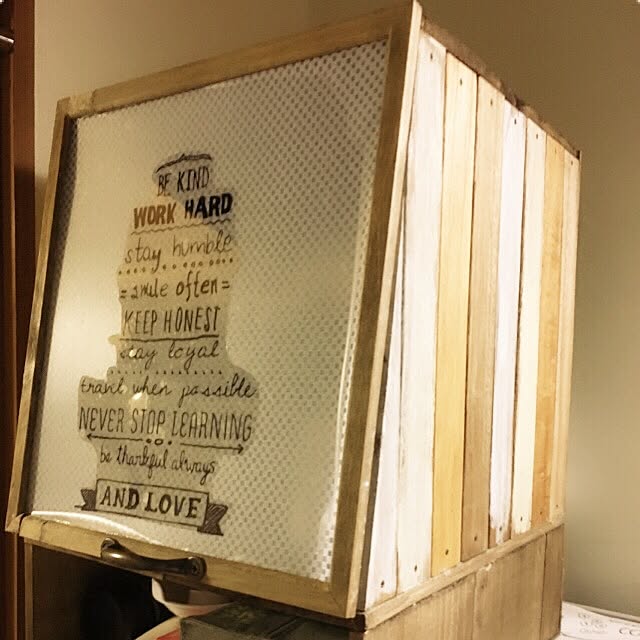 BE KIND
WORK HARD
stay humble
smile often
KEEP HONEST
stay loyal
travel when possible
NEVER STOP LEARNING
be thankful always
AND LOVE